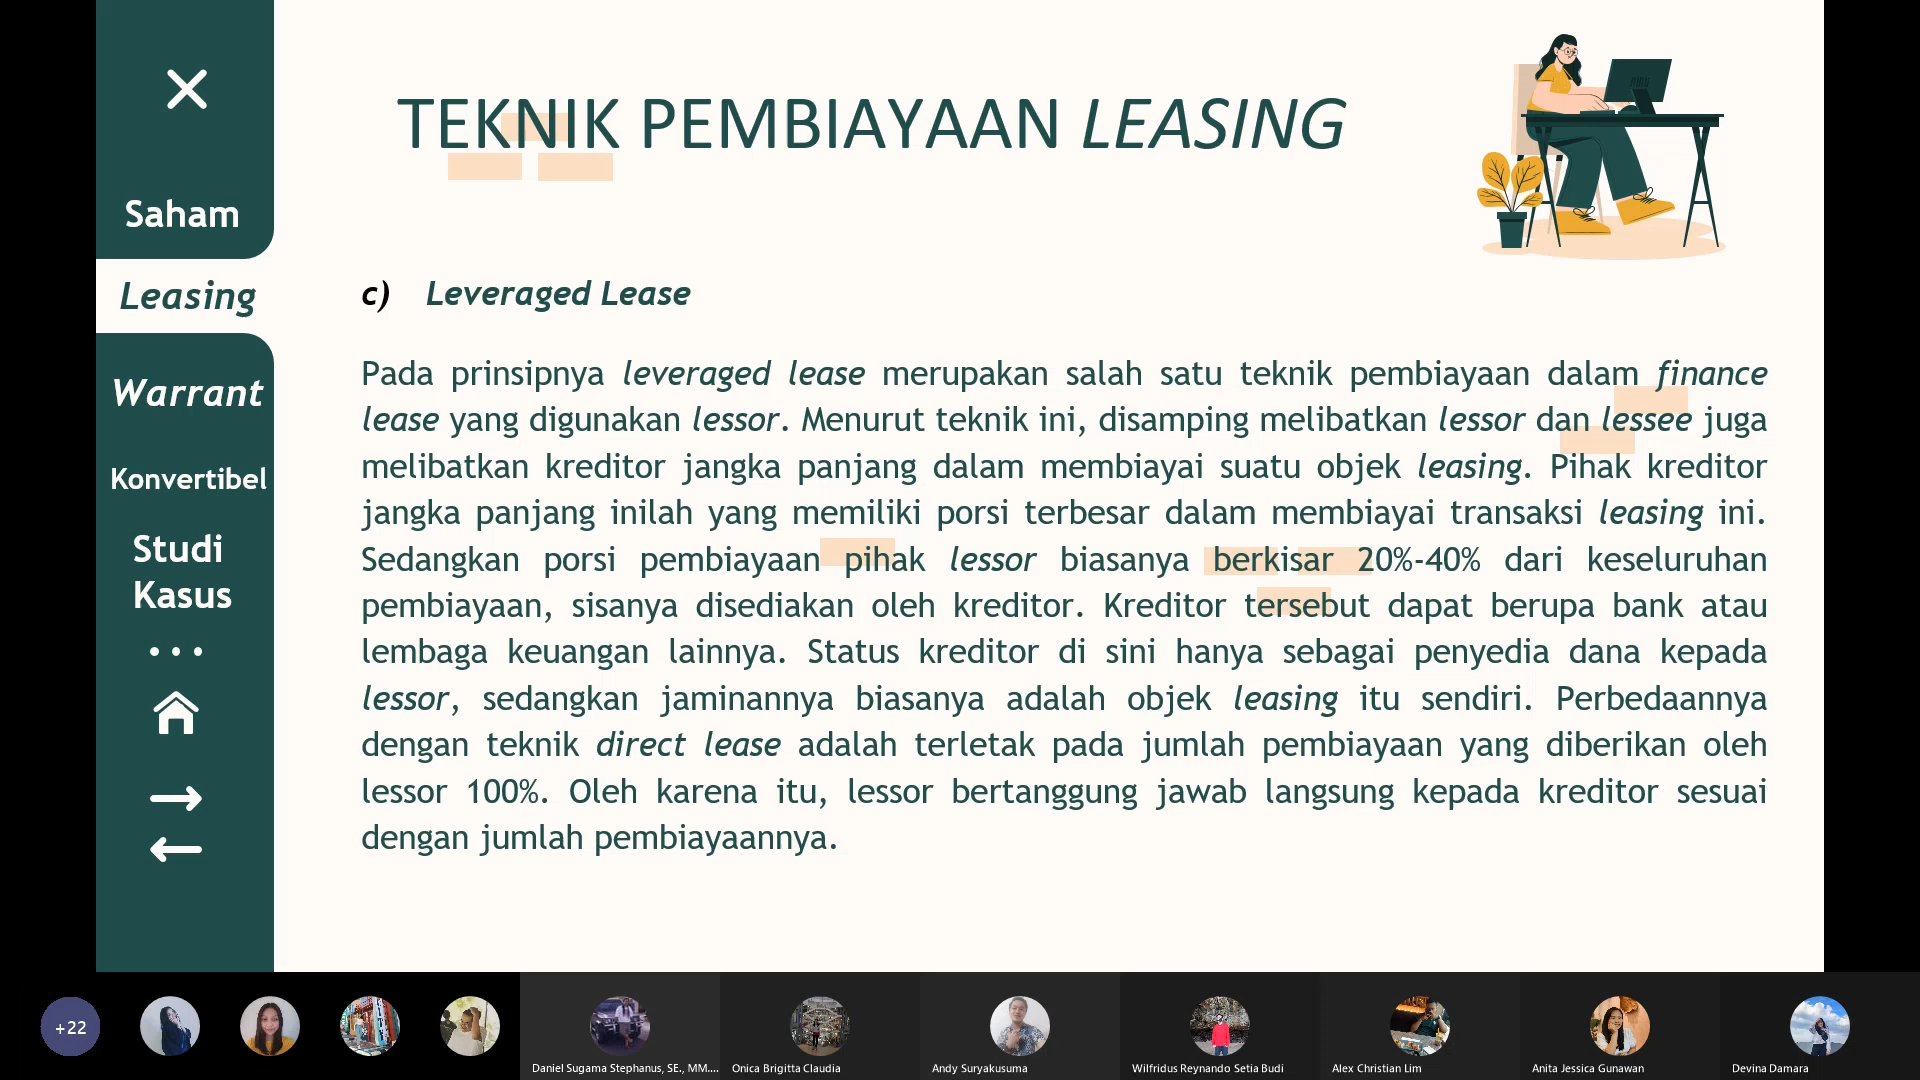 Saham
Leasing
Warrant
Konvertibel
Studi
Kasus
TEKNIK PEMBIAYAAN LEASING
c) Leveraged Lease
Pada prinsipnya leveraged lease merupakan salah satu teknik pembiayaan dalam finance
lease yang digunakan lessor. Menurut teknik ini, disamping melibatkan lessor dan lessee juga
melibatkan kreditor jangka panjang dalam membiayai suatu objek leasing. Pihak kreditor
jangka panjang inilah yang memiliki porsi terbesar dalam membiayai transaksi leasing ini.
Sedangkan porsi pembiayaan pihak lessor biasanya berkisar 20%-40% dari keseluruhan
pembiayaan, sisanya disediakan oleh kreditor. Kreditor tersebut dapat berupa bank atau
lembaga keuangan lainnya. Status kreditor di sini hanya sebagai penyedia dana kepada
lessor, sedangkan jaminannya biasanya adalah objek leasing itu sendiri. Perbedaannya
dengan teknik direct lease adalah terletak pada jumlah pembiayaan yang diberikan oleh
lessor 100%. Oleh karena itu, lessor bertanggung jawab langsung kepada kreditor sesuai
dengan jumlah pembiayaannya.
+22
Daniel Sugama Stephanus, SE., MM....
Onica Brigitta Claudia
Andy Suryakusuma
Wilfridus Reynando Setia Budi
Alex Christian Lim
Anita Jessica Gunawan
Devina Damara